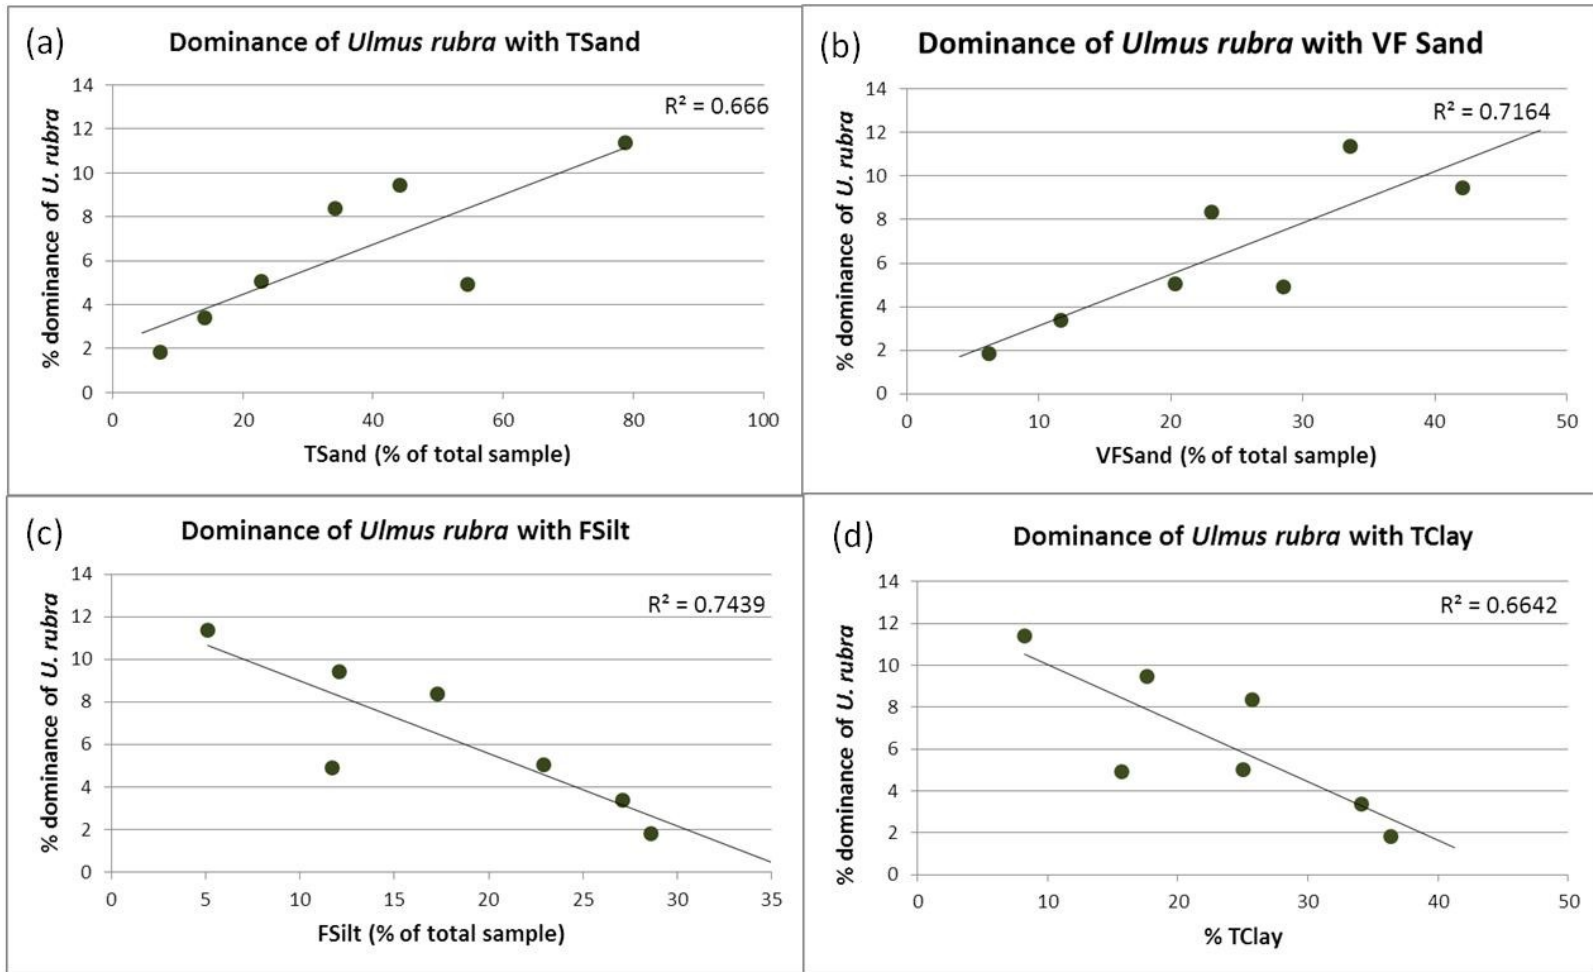 (a)
Dominance of Ulmus rubra with TSand
R² = 0.666
% dominance of U. rubra
14
12
10
8
6
4
2
0
0 20 40 60 80 100
TSand (% of total sample)
(b)
Dominance of Ulmus rubra with VF Sand
R² = 0.7164
% dominance of U. rubra
14
12
10
8
6
4
2
0
0 10 20 30 40 50
VFSand (% of total sample)
(c)
Dominance of Ulmus rubra with FSilt
R² = 0.7439
% dominance of U. rubra
14
12
10
8
6
4
2
0
0 5 10 15 20 25 30 35
FSilt (% of total sample)
(d)
Dominance of Ulmus rubra with TClay
R² = 0.6642
% dominance of U. rubra
14
12
10
8
6
4
2
0
0 10 20 30 40 50
% TClay